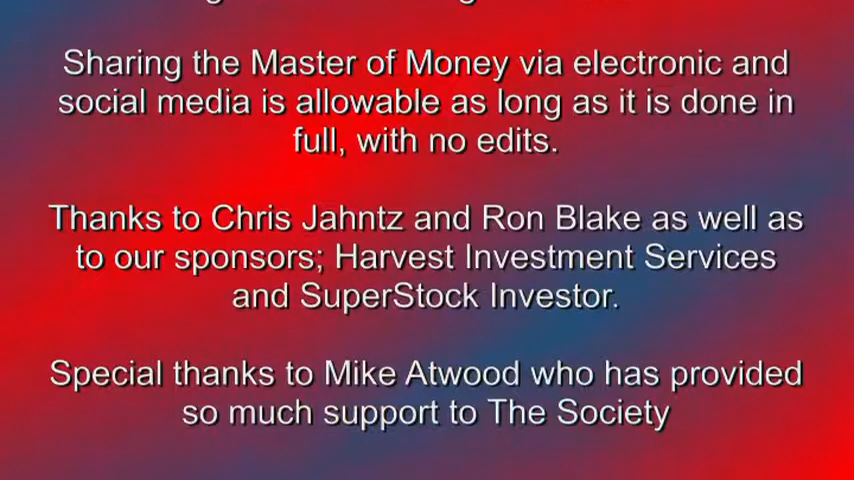 Sharing the Master of Money via electronic and
social media is allowable as long as it is done in
full, with no edits.
Thanks to Chris Jahntz and Ron Blake as well as
to our sponsors; Harvest Investment Services
and SuperStock Investor.
Special thanks to Mike Atwood who has provided
so much support to The Society